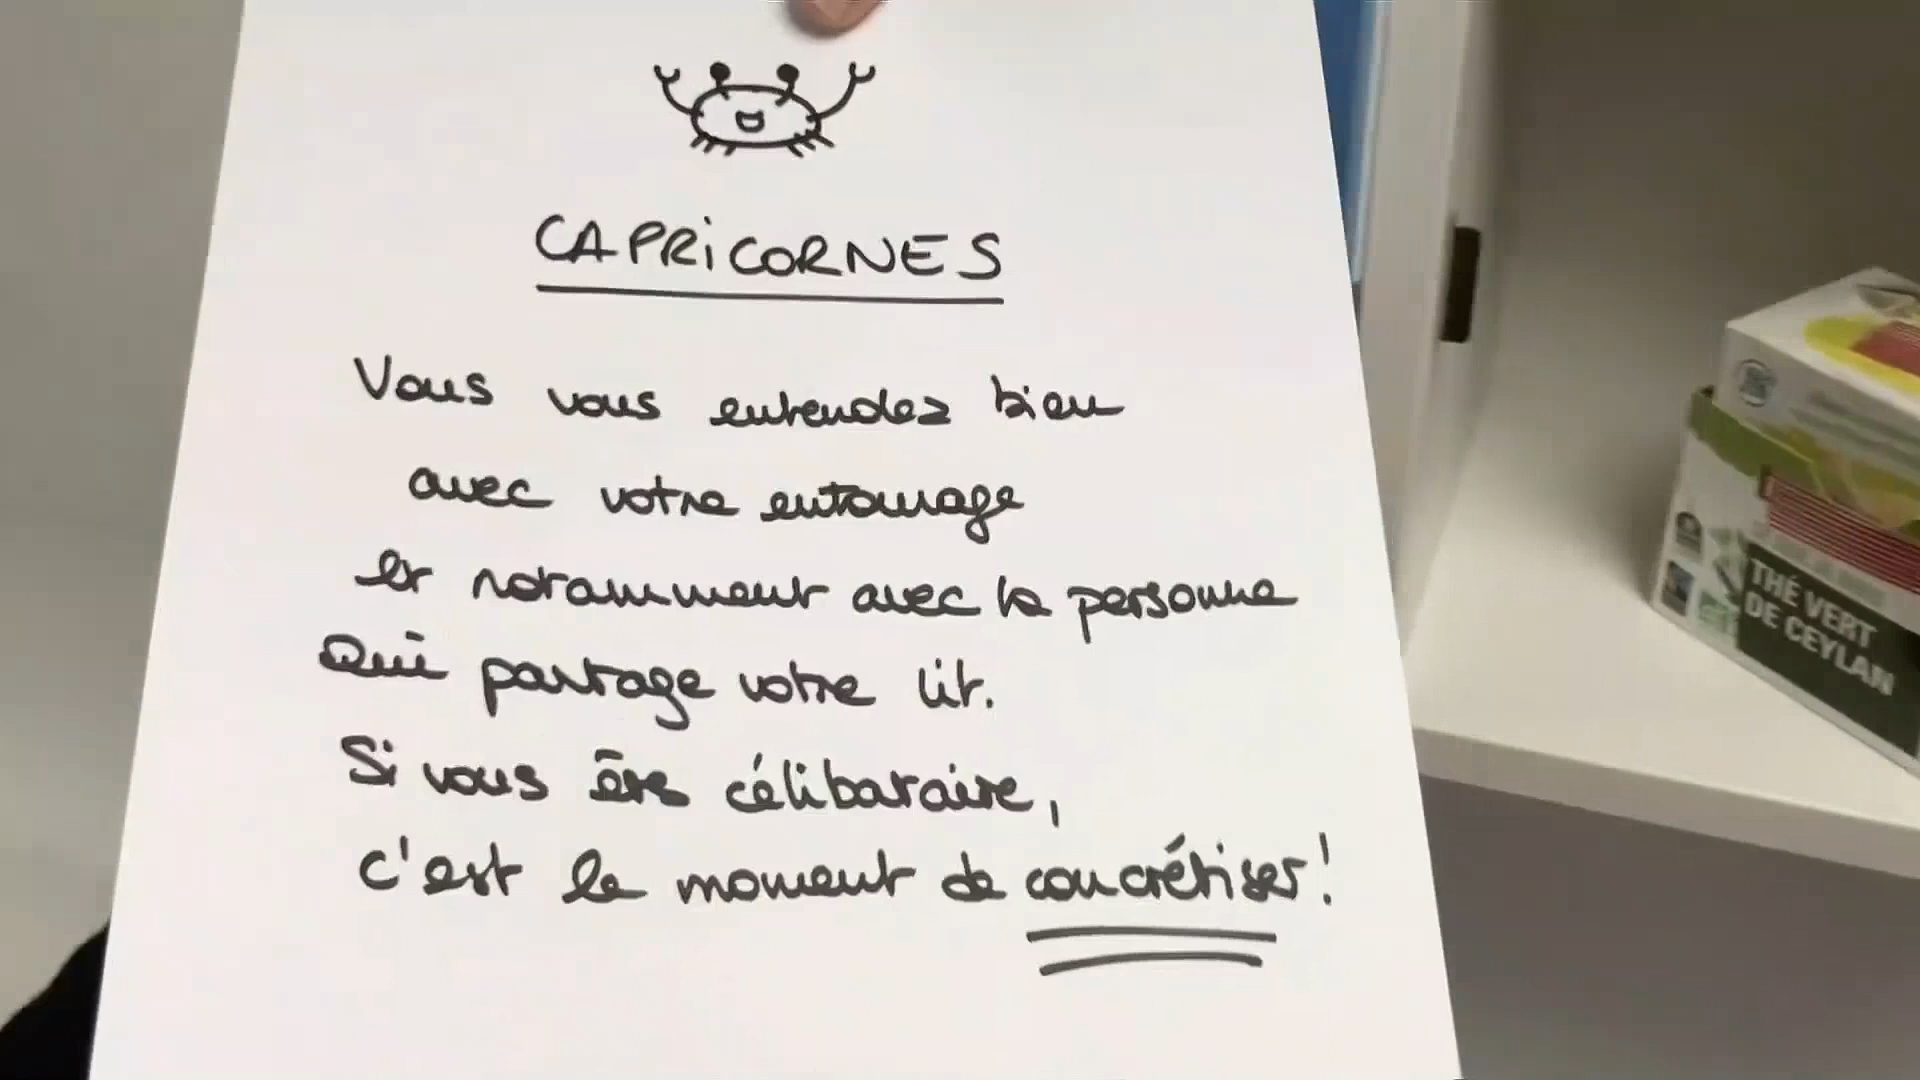 CAPRICORNES
Vous vous entendez bien
avec votre entourage
et notamment avec la personne
Qui partage votre lit.
Si vous êtes célibataire,
c'est le moment de concrétiser!
THÉ VERT
DE CEYLAN